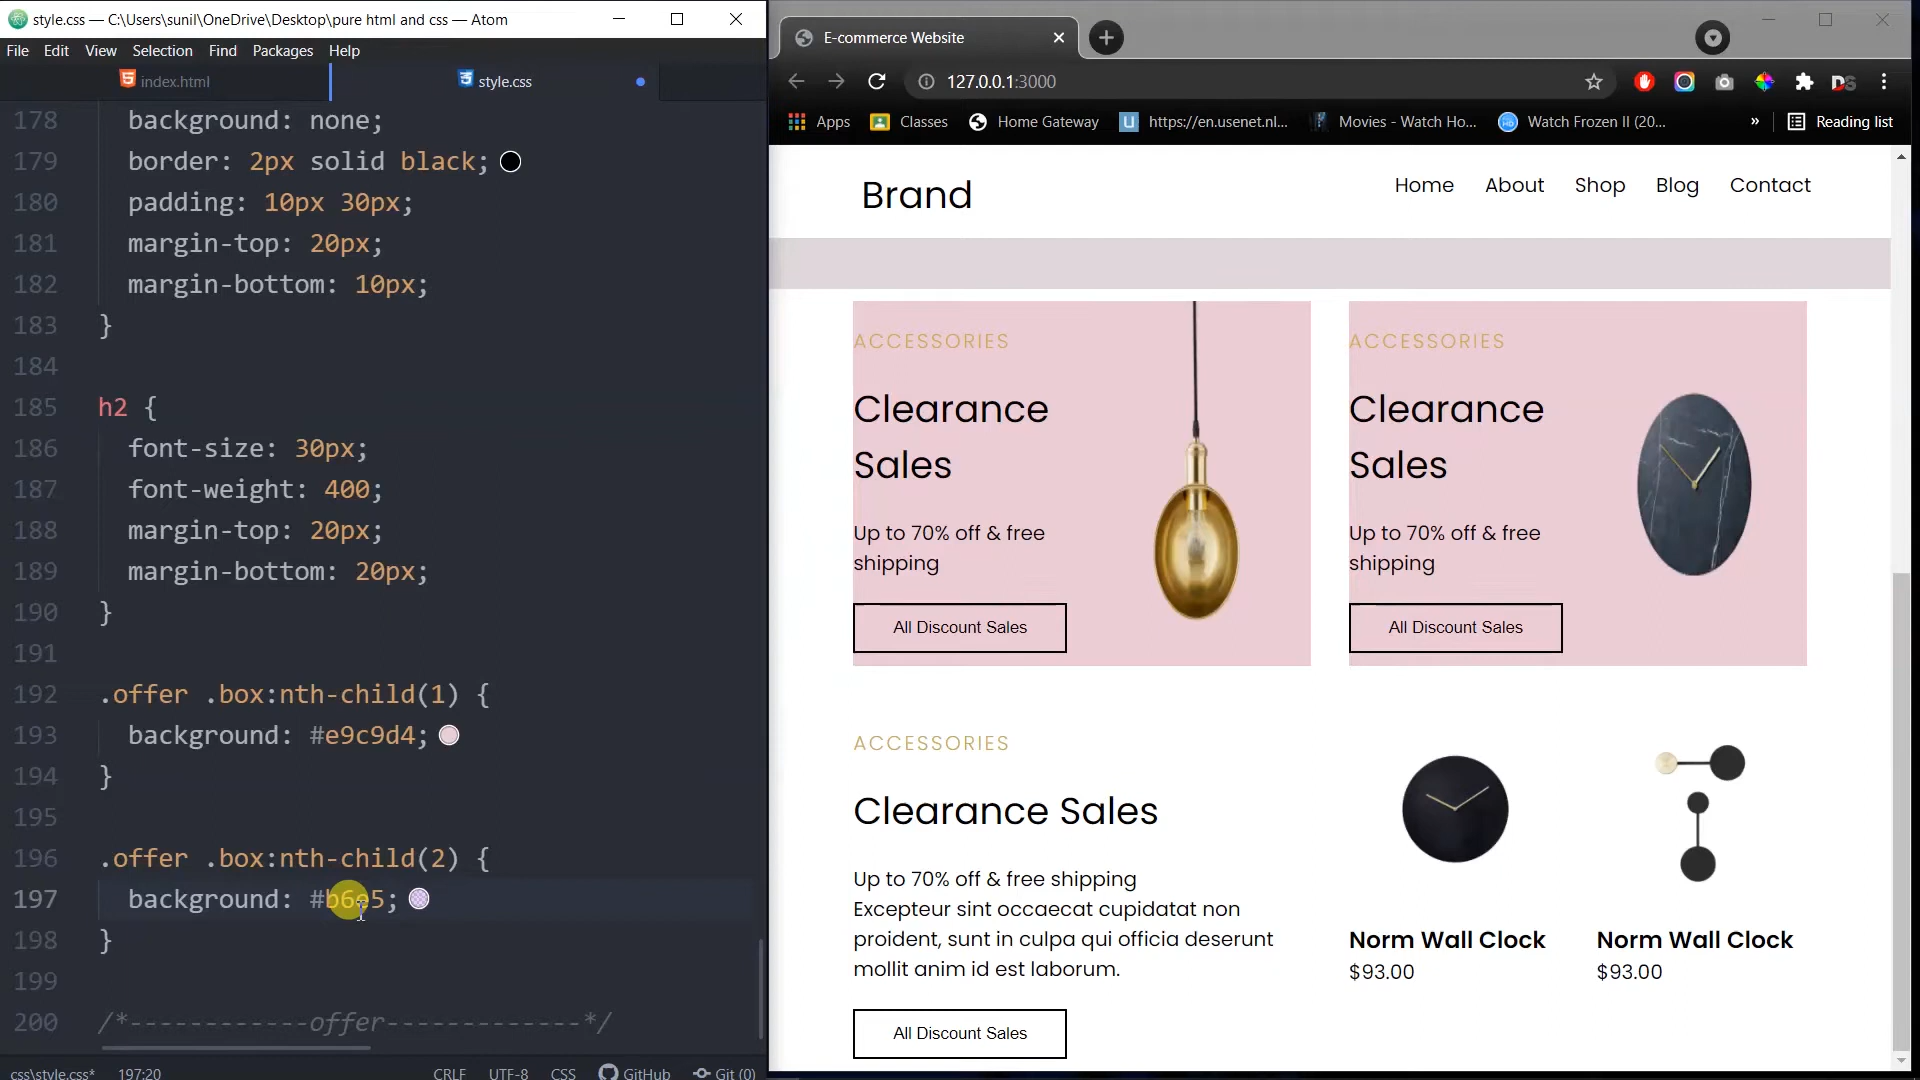 style.css — C:\Users\sunil\OneDrive\Desktop\pure html and css — Atom
File Edit View Selection Find Packages Help
index.html
style.css
178 background: none;
179 border: 2px solid black;
180 padding: 10px 30px;
181 margin-top: 20px;
182 margin-bottom: 10px;
183 }
184
185 h2 {
186 font-size: 30px;
187 font-weight: 400;
188 margin-top: 20px;
189 margin-bottom: 20px;
190 }
191
192 .offer .box:nth-child(1) {
193 background: #e9c9d4;
194 }
195
196 .offer .box:nth-child(2) {
197 background: #b6e5;
198 }
199
200 /*------------offer-------------*/
css\style.css* 197:20 CRLF UTF-8 CSS GitHub Git (0)
E-commerce Website
127.0.0.1:3000
Apps Classes Home Gateway https://en.usenet.nl... Movies - Watch Ho... Watch Frozen II (20... » Reading list
Brand
Home About Shop Blog Contact
ACCESSORIES
Clearance
Sales
Up to 70% off & free
shipping
All Discount Sales
ACCESSORIES
Clearance
Sales
Up to 70% off & free
shipping
All Discount Sales
ACCESSORIES
Clearance Sales
Up to 70% off & free shipping
Excepteur sint occaecat cupidatat non
proident, sunt in culpa qui officia deserunt
mollit anim id est laborum.
All Discount Sales
Norm Wall Clock
$93.00
Norm Wall Clock
$93.00